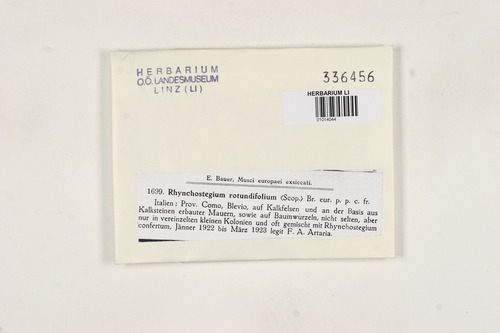 HERBARIUM
O.Ö. LANDESMUSEUM
LINZ (LI)
336456
HERBARIUM LI
01014044
E. Bauer, Musci europaei exsiccati.
1699. Rhynchostegium rotundifolium (Scop.) Br. eur. p. p. c. fr.
Italien: Prov. Como, Blevio, auf Kalkfelsen und an der Basis aus
Kalksteinen erbauter Mauern, sowie auf Baumwurzeln, nicht selten, aber
nur in vereinzelten kleinen Kolonien und oft gemischt mit Rhynchostegium
confertum, Jänner 1922 bis März 1923 legit F. A. Artaria.